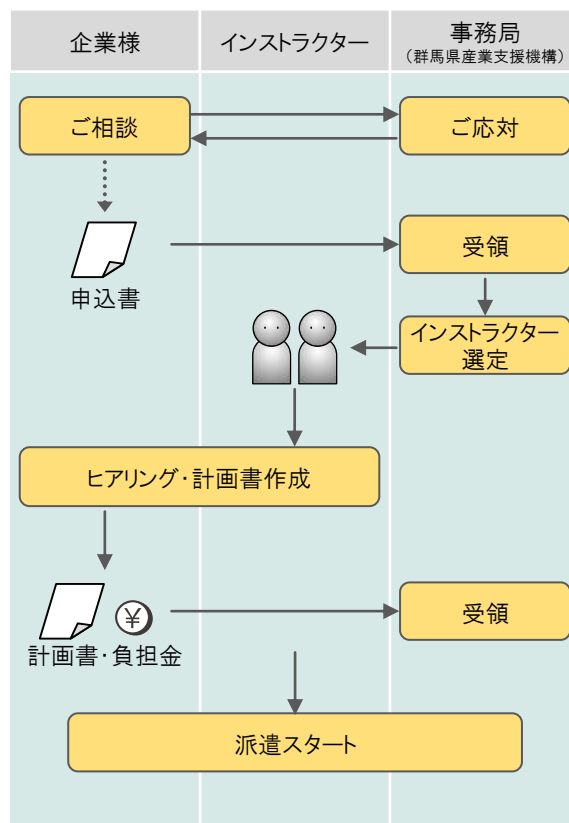 企業様
インストラクター
事務局
（群馬県産業支援機構）
ご相談
ご応対
申込書
受領
インストラクター
選定
ヒアリング・計画書作成
¥
計画書・負担金
受領
派遣スタート